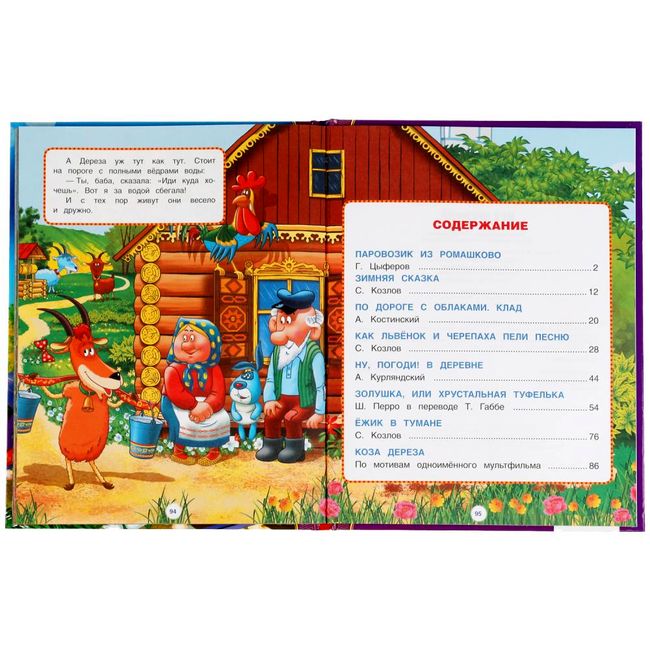 А Дереза уж тут как тут. Стоит
на пороге с полными вёдрами воды:
— Ты, баба, сказала: «Иди куда хо-
чешь». Вот я за водой сбегала!
И с тех пор живут они весело
и дружно.
94
СОДЕРЖАНИЕ
ПАРОВОЗИК ИЗ РОМАШКОВО
Г. Цыферов 2
ЗИМНЯЯ СКАЗКА
С. Козлов 12
ПО ДОРОГЕ С ОБЛАКАМИ. КЛАД
А. Костинский 20
КАК ЛЬВЁНОК И ЧЕРЕПАХА ПЕЛИ ПЕСНЮ
С. Козлов 28
НУ, ПОГОДИ! В ДЕРЕВНЕ
А. Курляндский 44
ЗОЛУШКА, ИЛИ ХРУСТАЛЬНАЯ ТУФЕЛЬКА
Ш. Перро в переводе Т. Габбе 54
ЁЖИК В ТУМАНЕ
С. Козлов 76
КОЗА ДЕРЕЗА
По мотивам одноимённого мультфильма 86
95